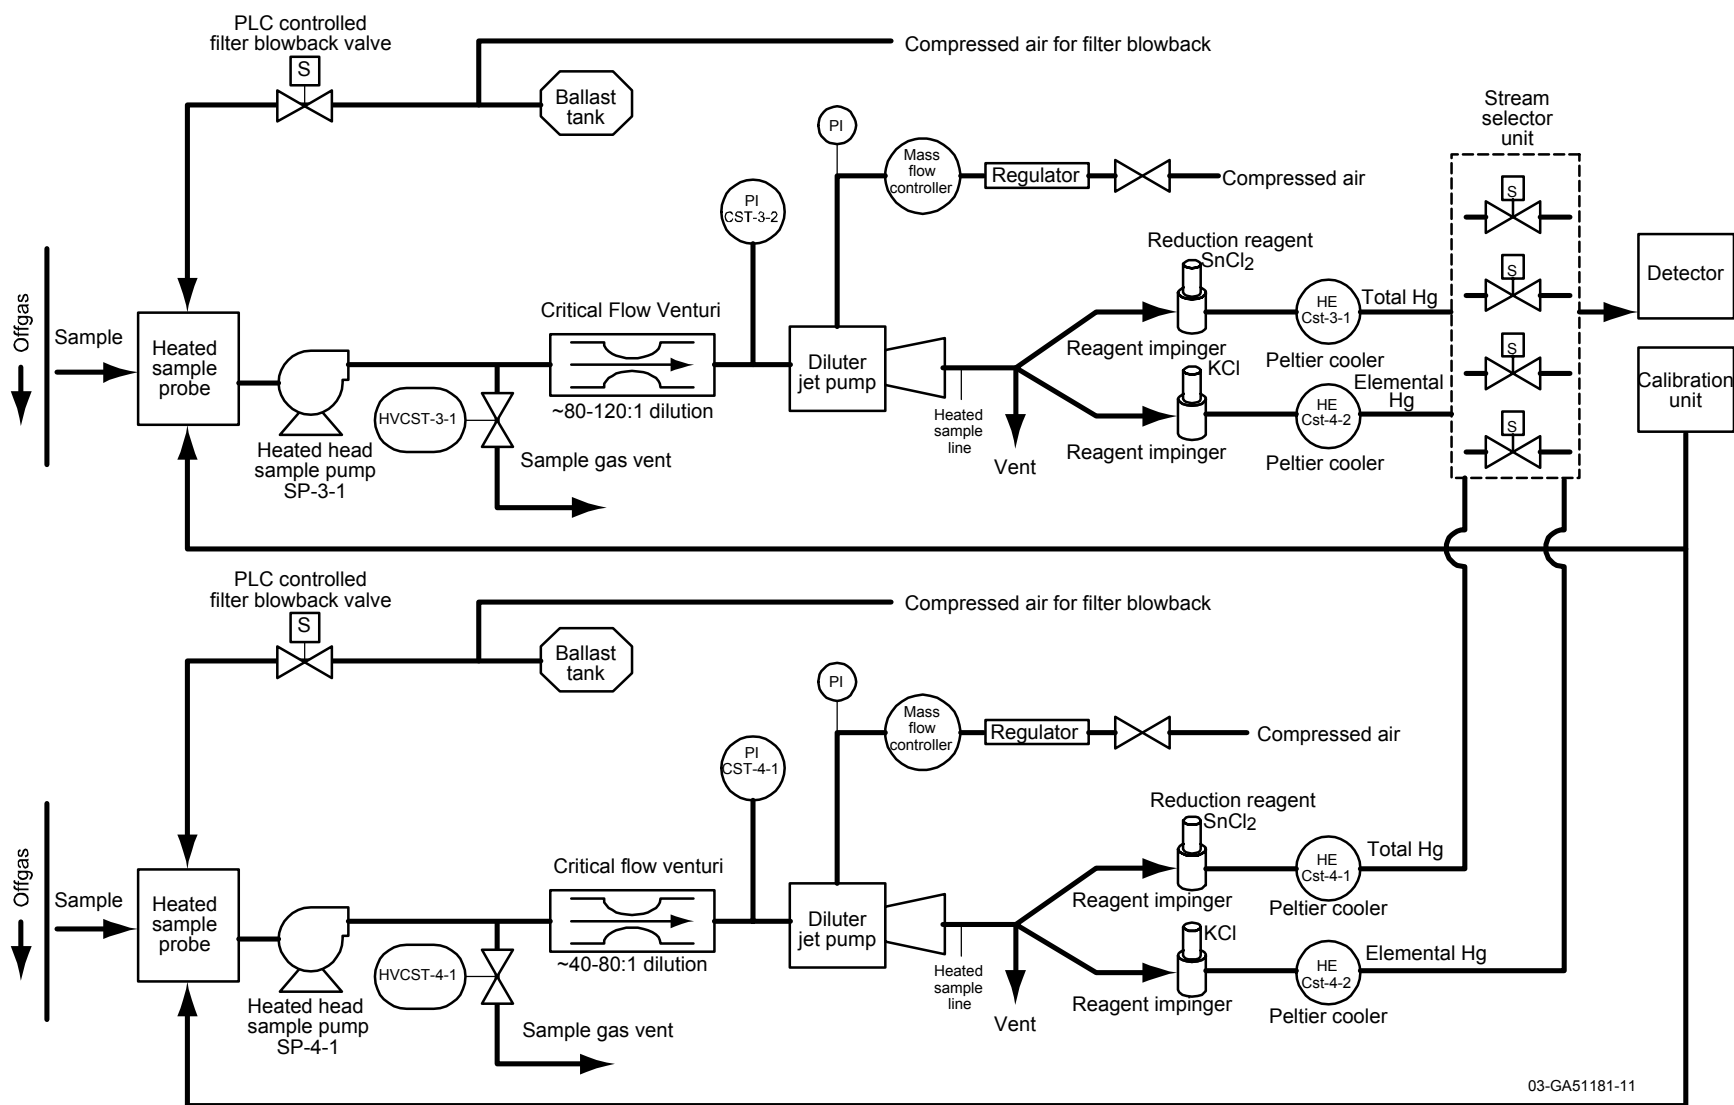 PLC controlled
filter blowback valve
S
Compressed air for filter blowback
Ballast
tank
Stream
selector
unit
PI
Mass
flow
controller
Regulator
Compressed air
PI
CST-3-2
S
S
S
S
Offgas
Sample
Heated
sample
probe
Heated head
sample pump
SP-3-1
HVCST-3-1
Sample gas vent
Critical Flow Venturi
~80-120:1 dilution
Diluter
jet pump
Heated
sample
line
Vent
Reduction reagent
SnCl2
Reagent impinger
KCl
Reagent impinger
HE
Cst-3-1
Total Hg
Peltier cooler
HE
Cst-4-2
Elemental
Hg
Peltier cooler
Detector
Calibration
unit
PLC controlled
filter blowback valve
S
Compressed air for filter blowback
Ballast
tank
PI
Mass
flow
controller
Regulator
Compressed air
PI
CST-4-1
Offgas
Sample
Heated
sample
probe
Heated head
sample pump
SP-4-1
HVCST-4-1
Sample gas vent
Critical flow venturi
~40-80:1 dilution
Diluter
jet pump
Heated
sample
line
Vent
Reduction reagent
SnCl2
Reagent impinger
KCl
Reagent impinger
HE
Cst-4-1
Total Hg
Peltier cooler
HE
Cst-4-2
Elemental Hg
Peltier cooler
03-GA51181-11